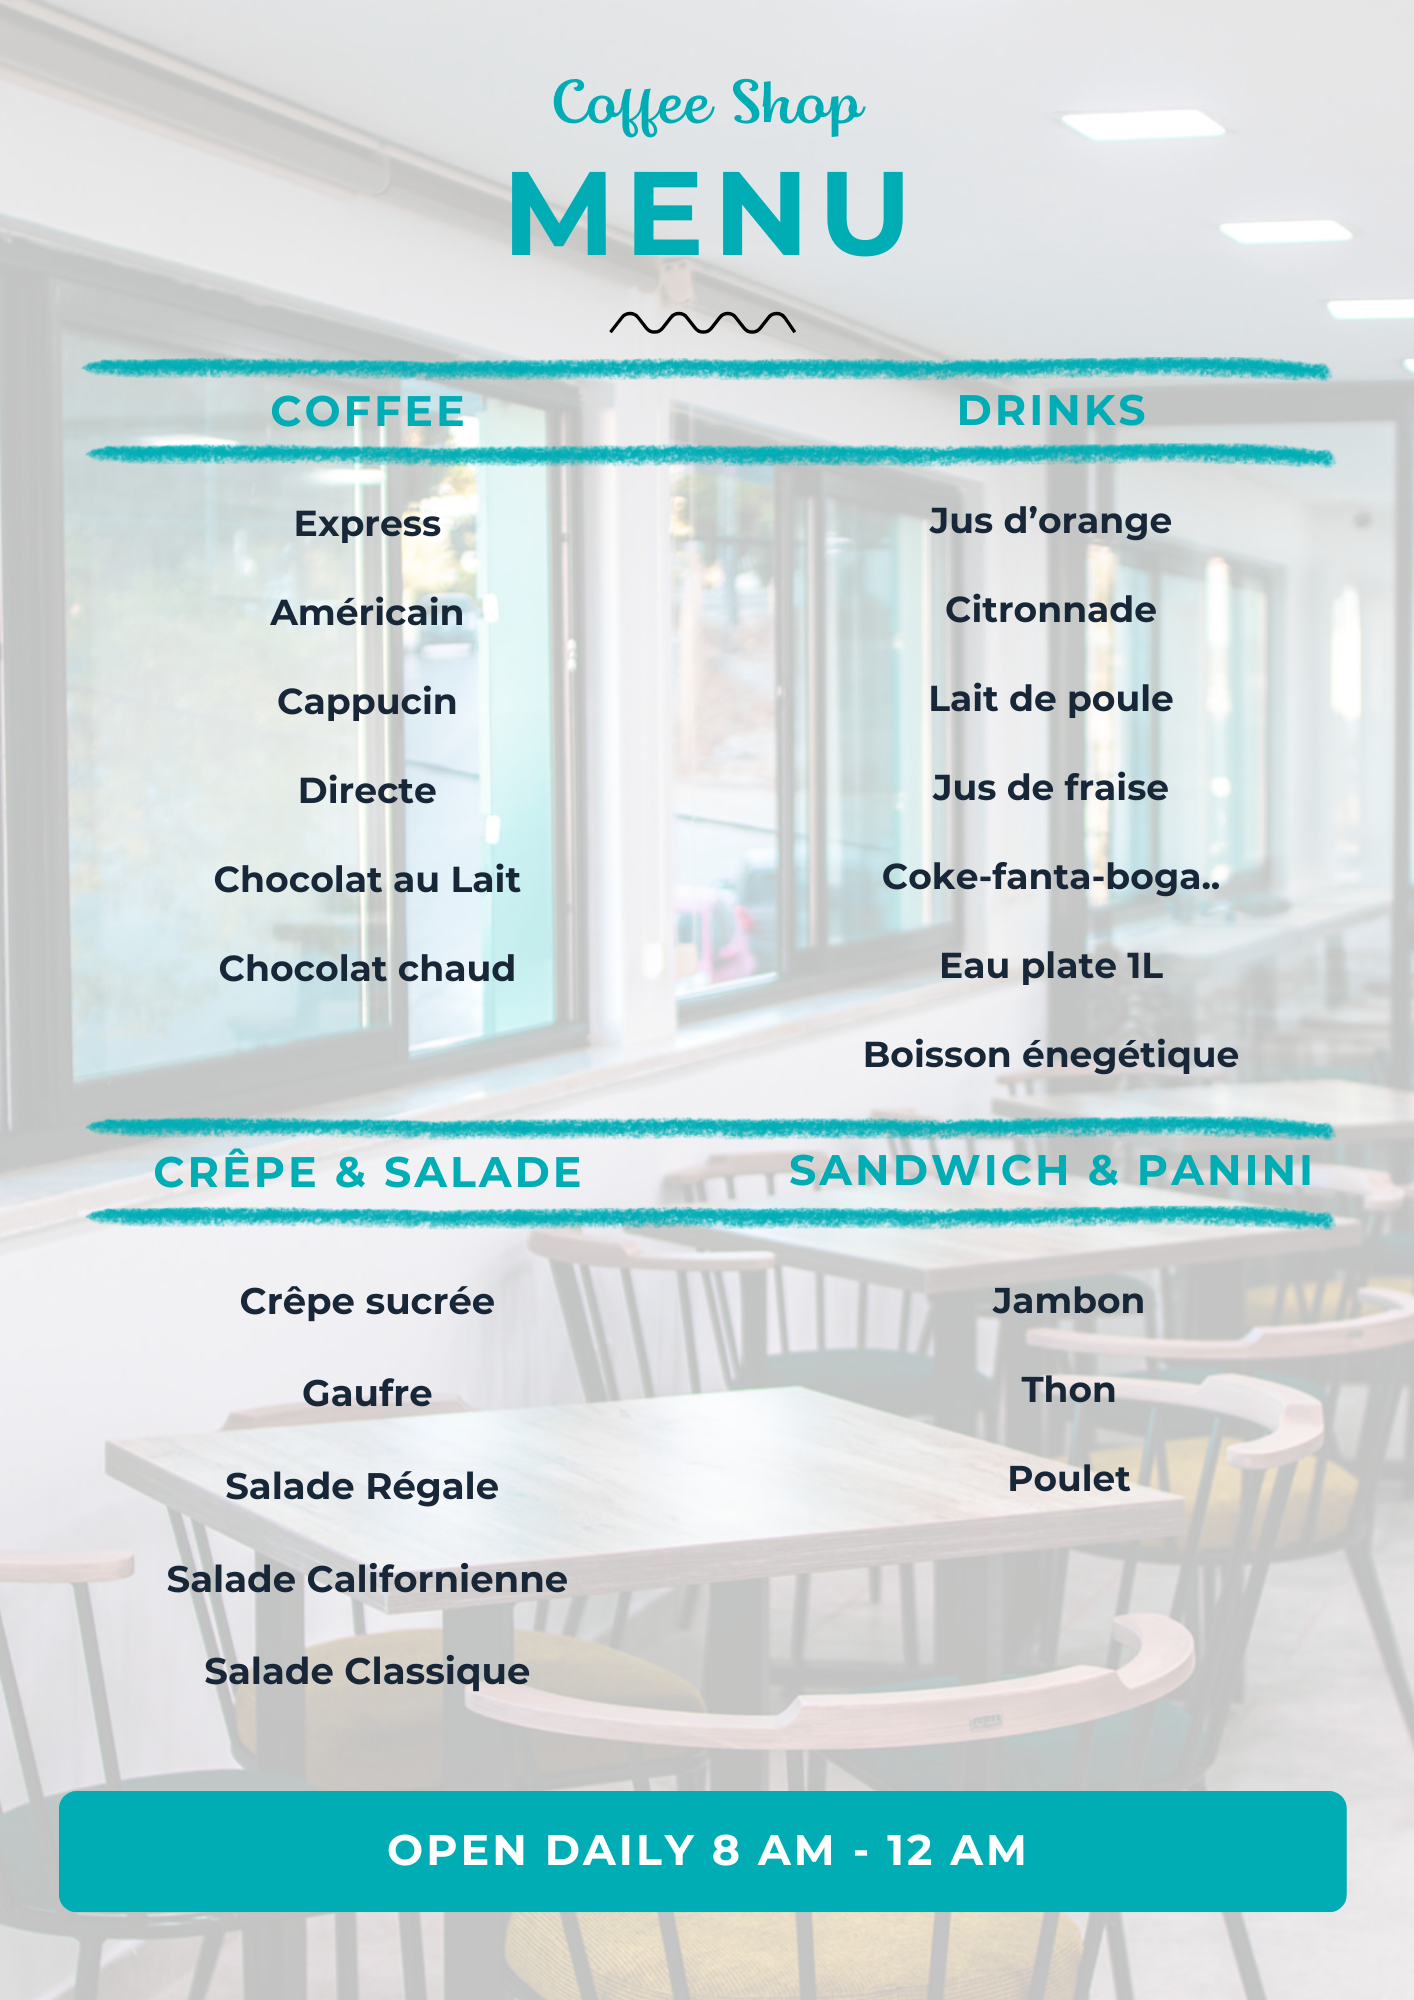 Coffee Shop
MENU
COFFEE
Express
Américain
Cappucin
Directe
Chocolat au Lait
Chocolat chaud
DRINKS
Jus d’orange
Citronnade
Lait de poule
Jus de fraise
Coke-fanta-boga..
Eau plate 1L
Boisson énegétique
CRÊPE & SALADE
Crêpe sucrée
Gaufre
Salade Régale
Salade Californienne
Salade Classique
SANDWICH & PANINI
Jambon
Thon
Poulet
OPEN DAILY 8 AM - 12 AM